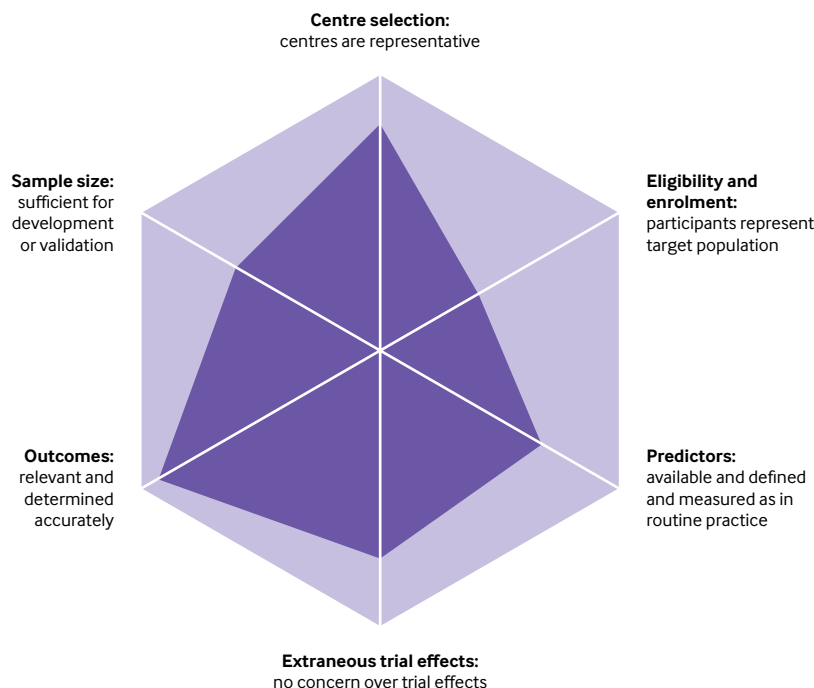 Centre selection:
centres are representative
Sample size:
sufficient for
development
or validation
Eligibility and
enrolment:
participants represent
target population
Outcomes:
relevant and
determined
accurately
Predictors:
available and defined
and measured as in
routine practice
Extraneous trial effects:
no concern over trial effects